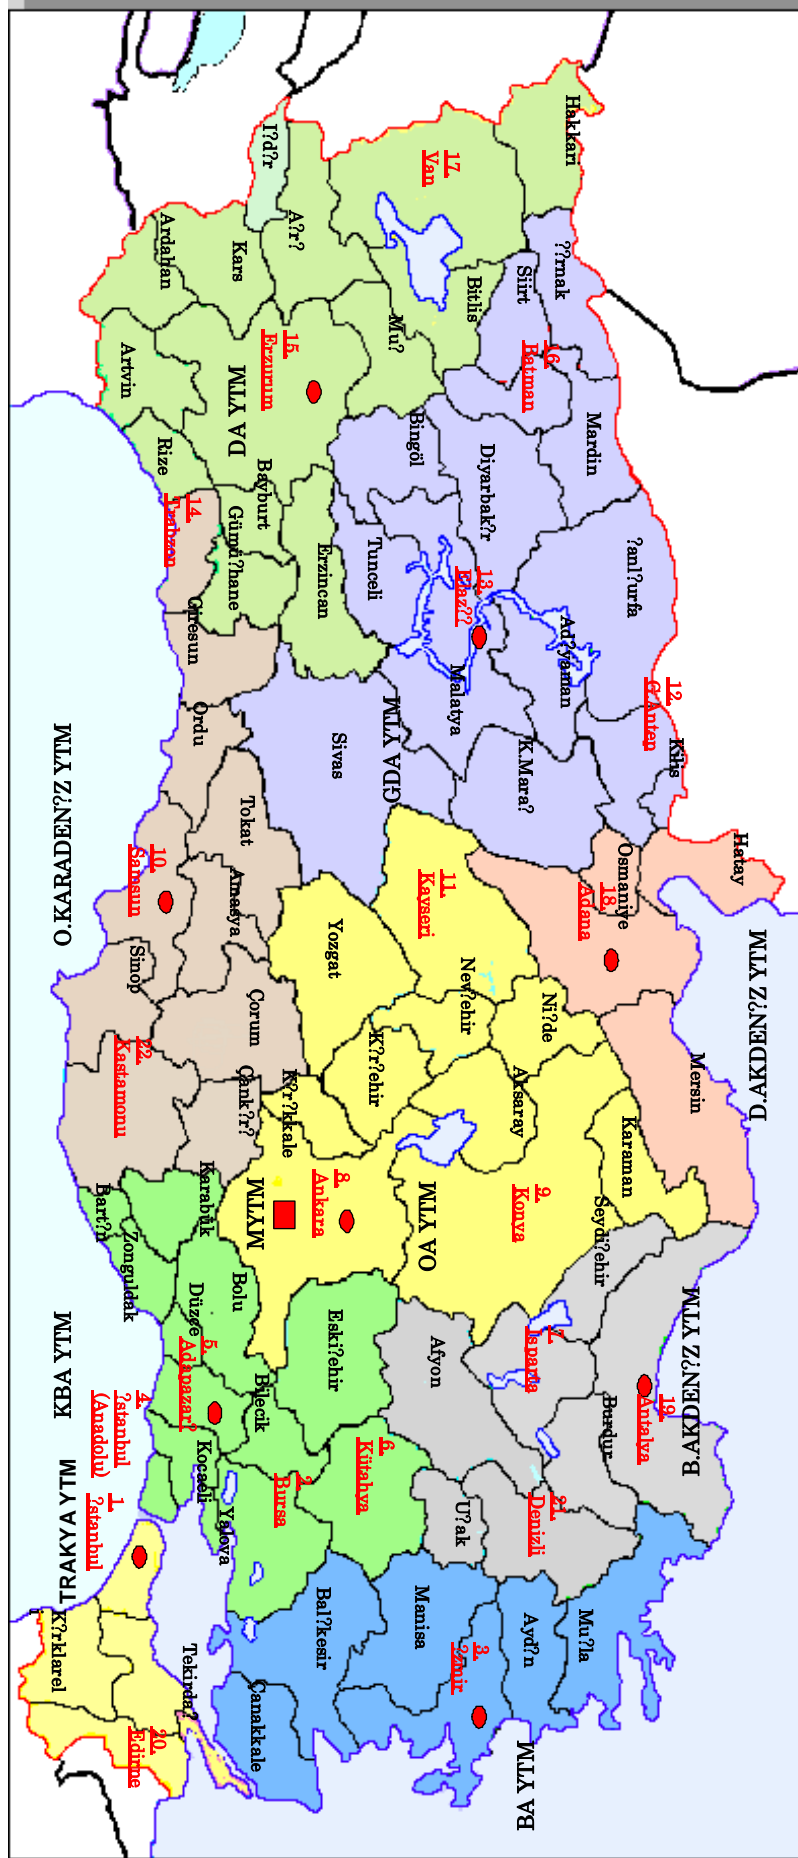 TRAKYA YTM
KBA YTM
O.KARADEN?Z YTM
K?rklarel
1.
?stanbul
4.
?stanbul
(Anadolu)
20.
Edirne
Tekirda?
Yalova
Kocaeli
5.
Adapazar?
Düzce
Bolu
Zonguldak
Bart?n
Karabük
22
Kastamonu
Sinop
10.
Samsun
Çank?r?
Çorum
Amasya
Tokat
Ordu
Giresun
14.
Trabzon
Gümü?hane
Bayburt
Rize
Artvin
Ardahan
Kars
I?d?r
A?r?
DA YTM
15.
Erzurum
Erzincan
Çanakkale
Bal?kesir
2.
Bursa
Bilecik
Eski?ehir
6.
Kütahya
MYTM
8.
Ankara
K?r?kkale
K?r?ehir
Yozgat
Sivas
GDA YTM
Tunceli
Bingöl
Mu?
Bitlis
17.
Van
Hakkari
??rnak
Siirt
16.
Batman
Mardin
Diyarbak?r
13.
Elaz??
Malatya
Ad?yaman
?anl?urfa
12.
G.Antep
Kilis
K.Mara?
11.
Kayseri
Nev?ehir
Ni?de
Aksaray
OA YTM
9.
Konya
Seydi?ehir
Karaman
Mersin
18.
Adana
Osmaniye
Hatay
D.AKDEN?Z YTM
Afyon
7.
Isparta
Burdur
19.
Antalya
B.AKDEN?Z YTM
U?ak
21.
Denizli
Manisa
3.
?zmir
Ayd?n
Mu?la
BA YTM